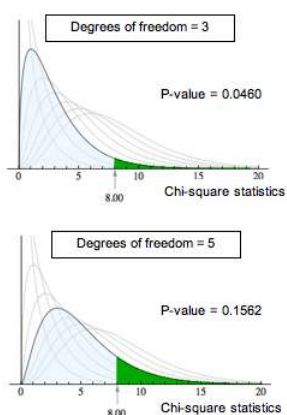 Degrees of freedom = 3
P-value = 0.0460
0 5 10 15 20
8.00
Chi-square statistics
Degrees of freedom = 5
P-value = 0.1562
0 5 10 15 20
8.00
Chi-square statistics